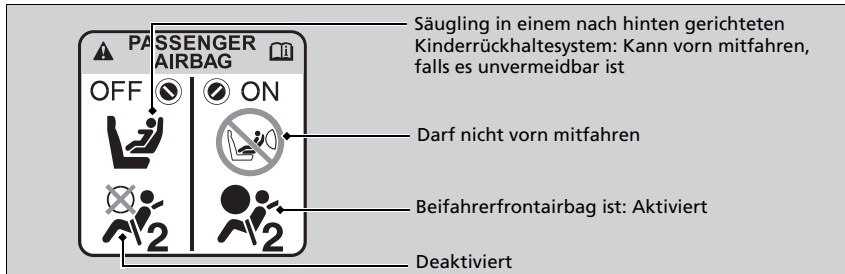 PASSENGER
AIRBAG
OFF
ON
2
2
Säugling in einem nach hinten gerichteten
Kinderrückhaltesystem: Kann vorn mitfahren,
falls es unvermeidbar ist
Darf nicht vorn mitfahren
Beifahrerfrontairbag ist: Aktiviert
Deaktiviert